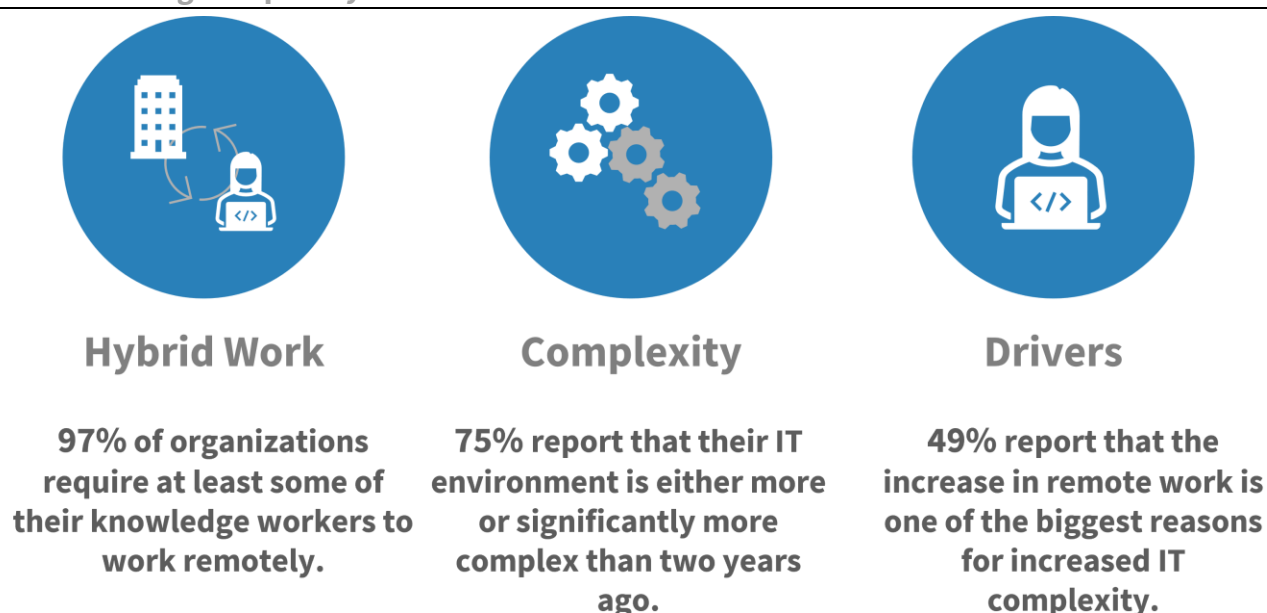 Hybrid Work
97% of organizations
require at least some of
their knowledge workers to
work remotely.
Complexity
75% report that their IT
environment is either more
or significantly more
complex than two years
ago.
Drivers
</>
49% report that the
increase in remote work is
one of the biggest reasons
for increased IT
complexity.